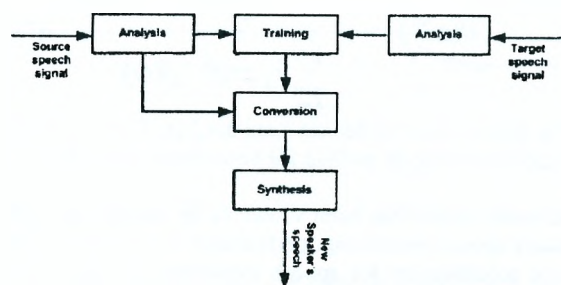 Analysis
Training
Analysis
Source
speech
signal
Target
speech
signal
Conversion
Synthesis
New
Speaker's
speech